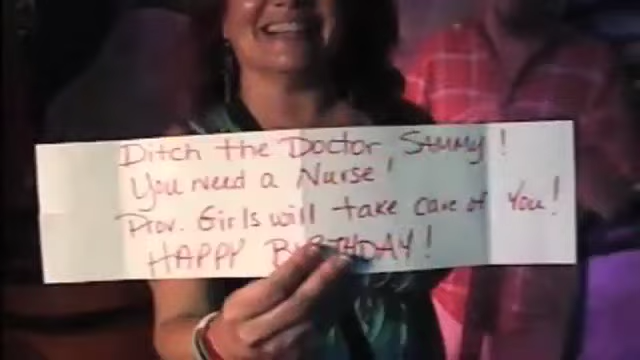 Ditch the Doctor, Sammy!
You need a Nurse!
Prov. Girls will take care of You!
HAPPY BIRTHDAY!